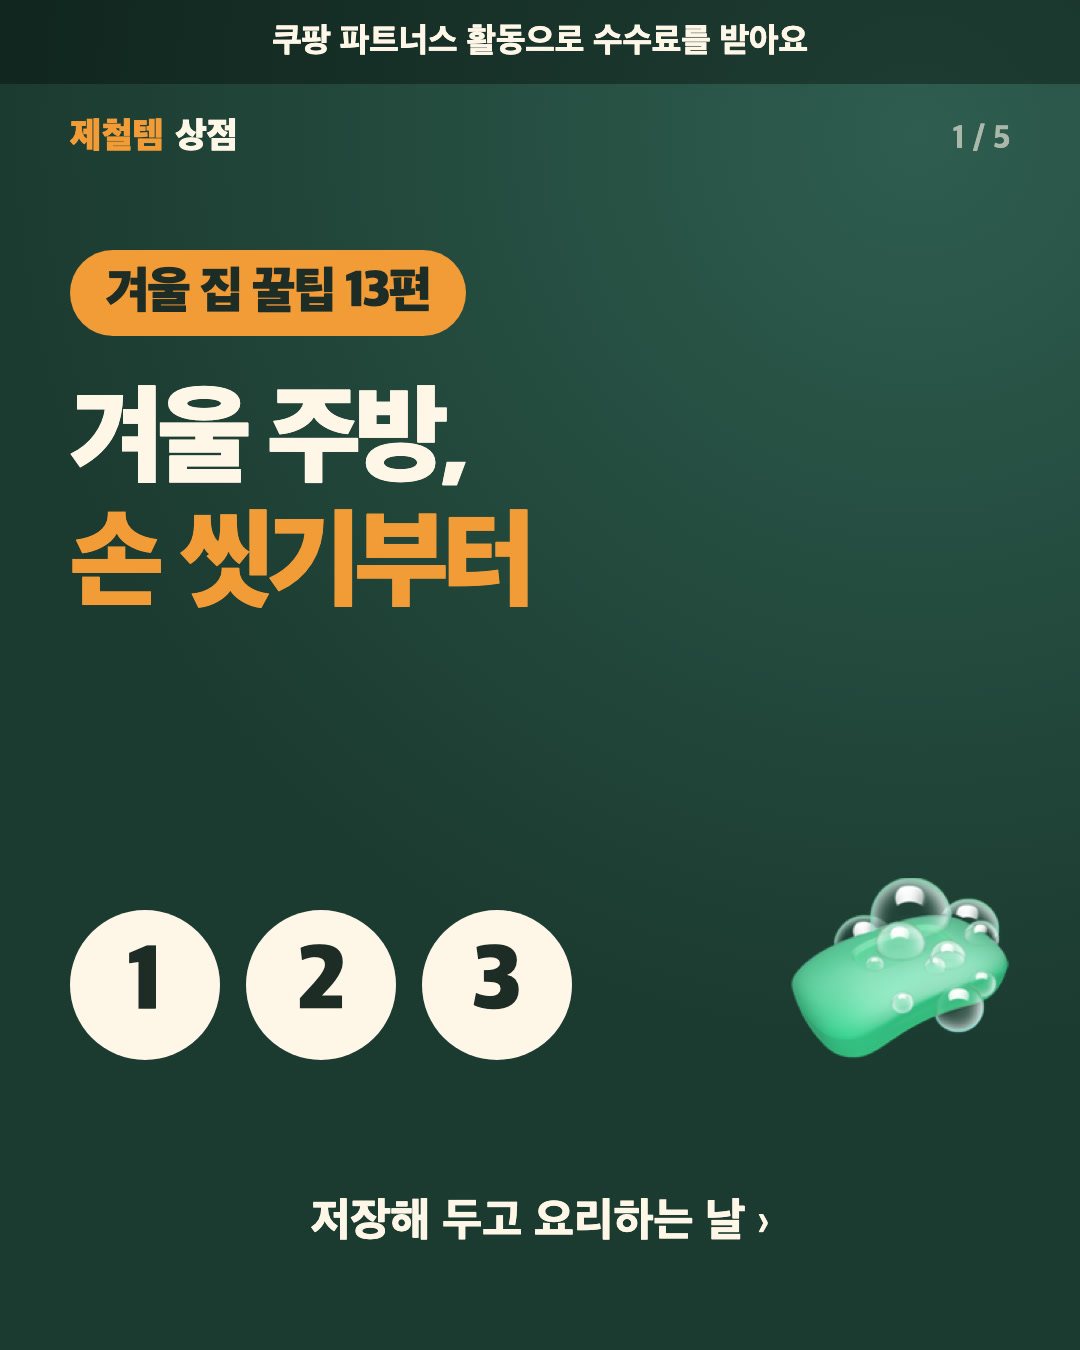 쿠팡 파트너스 활동으로 수수료를 받아요
제철템 상점
1 / 5
겨울 집 꿀팁 13편
겨울 주방,
손 씻기부터
1 2 3
저장해 두고 요리하는 날 ›